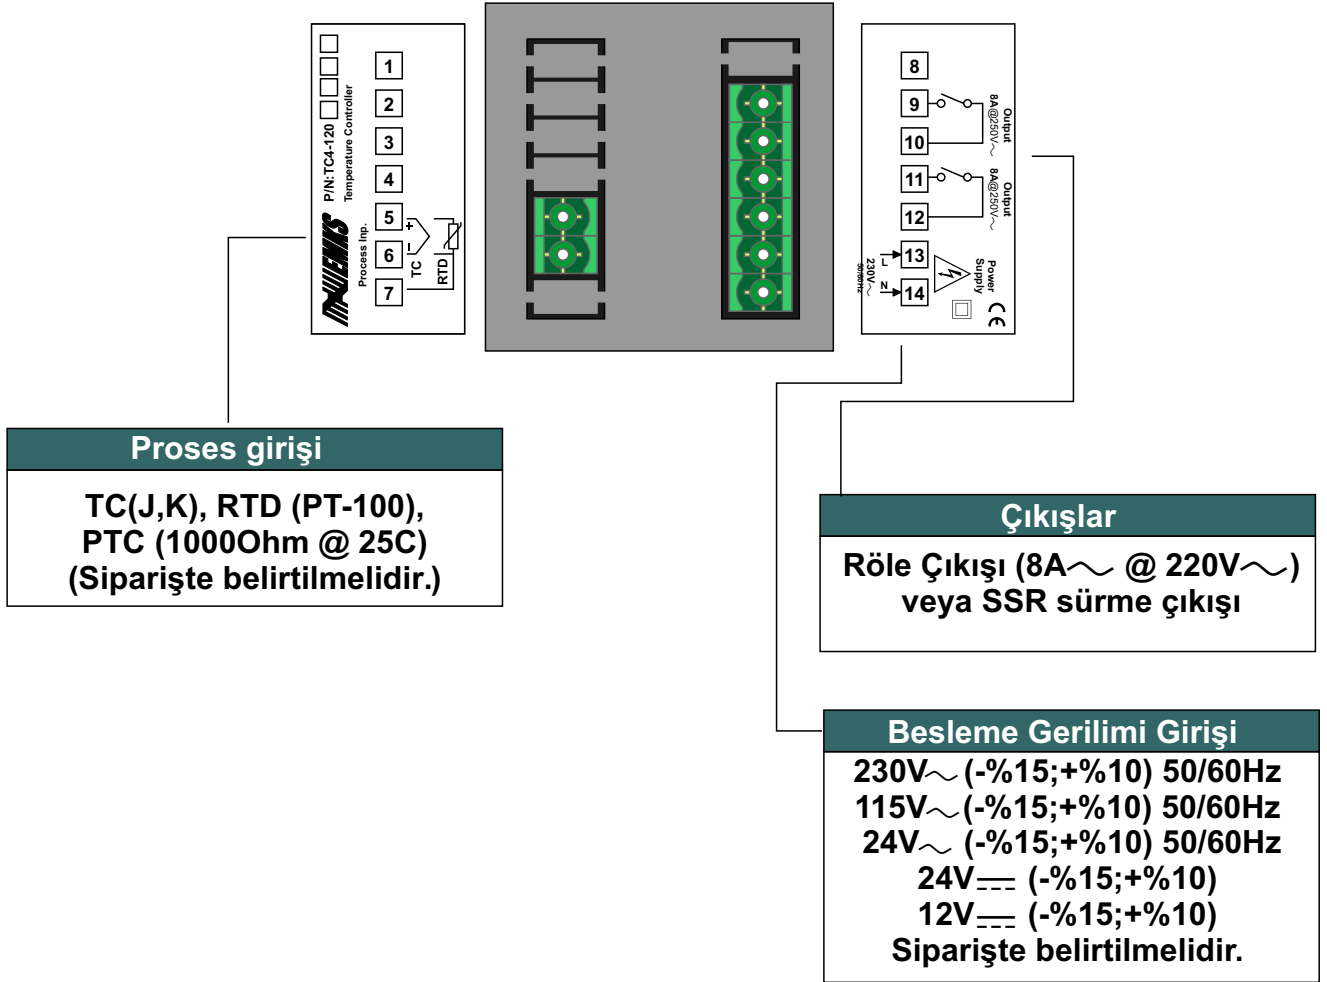 P/N:TC4-120
Temperature Controller
1
2
3
4
5
6
7
Process Inp.
+
-
TC
RTD
8
9
10
11
12
13
14
Output
8A@250V~
Output
8A@250V~
L
N
230V~
50/60Hz
Power
Supply
CE
Proses girişi
TC(J,K), RTD (PT-100),
PTC (1000Ohm @ 25C)
(Siparişte belirtilmelidir.)
Çıkışlar
Röle Çıkışı (8A~ @ 220V~)
veya SSR sürme çıkışı
Besleme Gerilimi Girişi
230V~ (-%15;+%10) 50/60Hz
115V~ (-%15;+%10) 50/60Hz
24V~ (-%15;+%10) 50/60Hz
24V⎓ (-%15;+%10)
12V⎓ (-%15;+%10)
Siparişte belirtilmelidir.